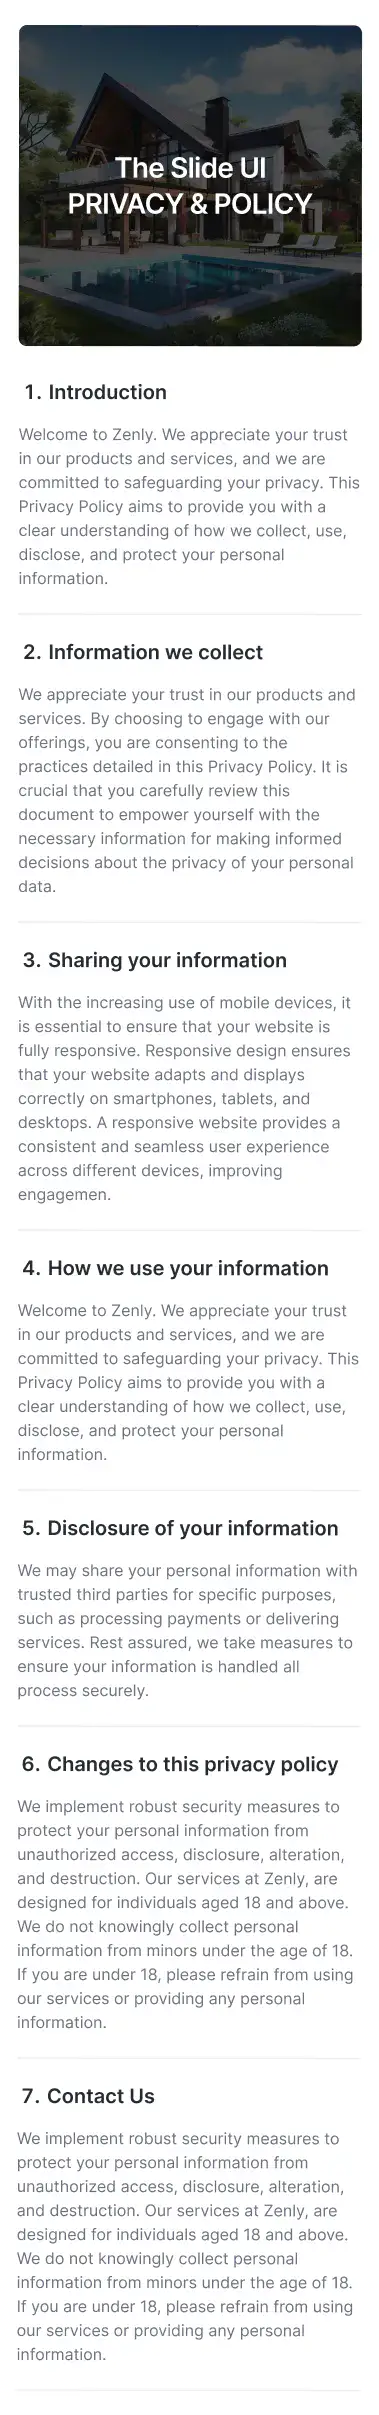 The Slide UI
PRIVACY & POLICY
1. Introduction
Welcome to Zenly. We appreciate your trust
in our products and services, and we are
committed to safeguarding your privacy. This
Privacy Policy aims to provide you with a
clear understanding of how we collect, use,
disclose, and protect your personal
information.
2. Information we collect
We appreciate your trust in our products and
services. By choosing to engage with our
offerings, you are consenting to the
practices detailed in this Privacy Policy. It is
crucial that you carefully review this
document to empower yourself with the
necessary information for making informed
decisions about the privacy of your personal
data.
3. Sharing your information
With the increasing use of mobile devices, it
is essential to ensure that your website is
fully responsive. Responsive design ensures
that your website adapts and displays
correctly on smartphones, tablets, and
desktops. A responsive website provides a
consistent and seamless user experience
across different devices, improving
engagemen.
4. How we use your information
Welcome to Zenly. We appreciate your trust
in our products and services, and we are
committed to safeguarding your privacy. This
Privacy Policy aims to provide you with a
clear understanding of how we collect, use,
disclose, and protect your personal
information.
5. Disclosure of your information
We may share your personal information with
trusted third parties for specific purposes,
such as processing payments or delivering
services. Rest assured, we take measures to
ensure your information is handled all
process securely.
6. Changes to this privacy policy
We implement robust security measures to
protect your personal information from
unauthorized access, disclosure, alteration,
and destruction. Our services at Zenly, are
designed for individuals aged 18 and above.
We do not knowingly collect personal
information from minors under the age of 18.
If you are under 18, please refrain from using
our services or providing any personal
information.
7. Contact Us
We implement robust security measures to
protect your personal information from
unauthorized access, disclosure, alteration,
and destruction. Our services at Zenly, are
designed for individuals aged 18 and above.
We do not knowingly collect personal
information from minors under the age of 18.
If you are under 18, please refrain from using
our services or providing any personal
information.